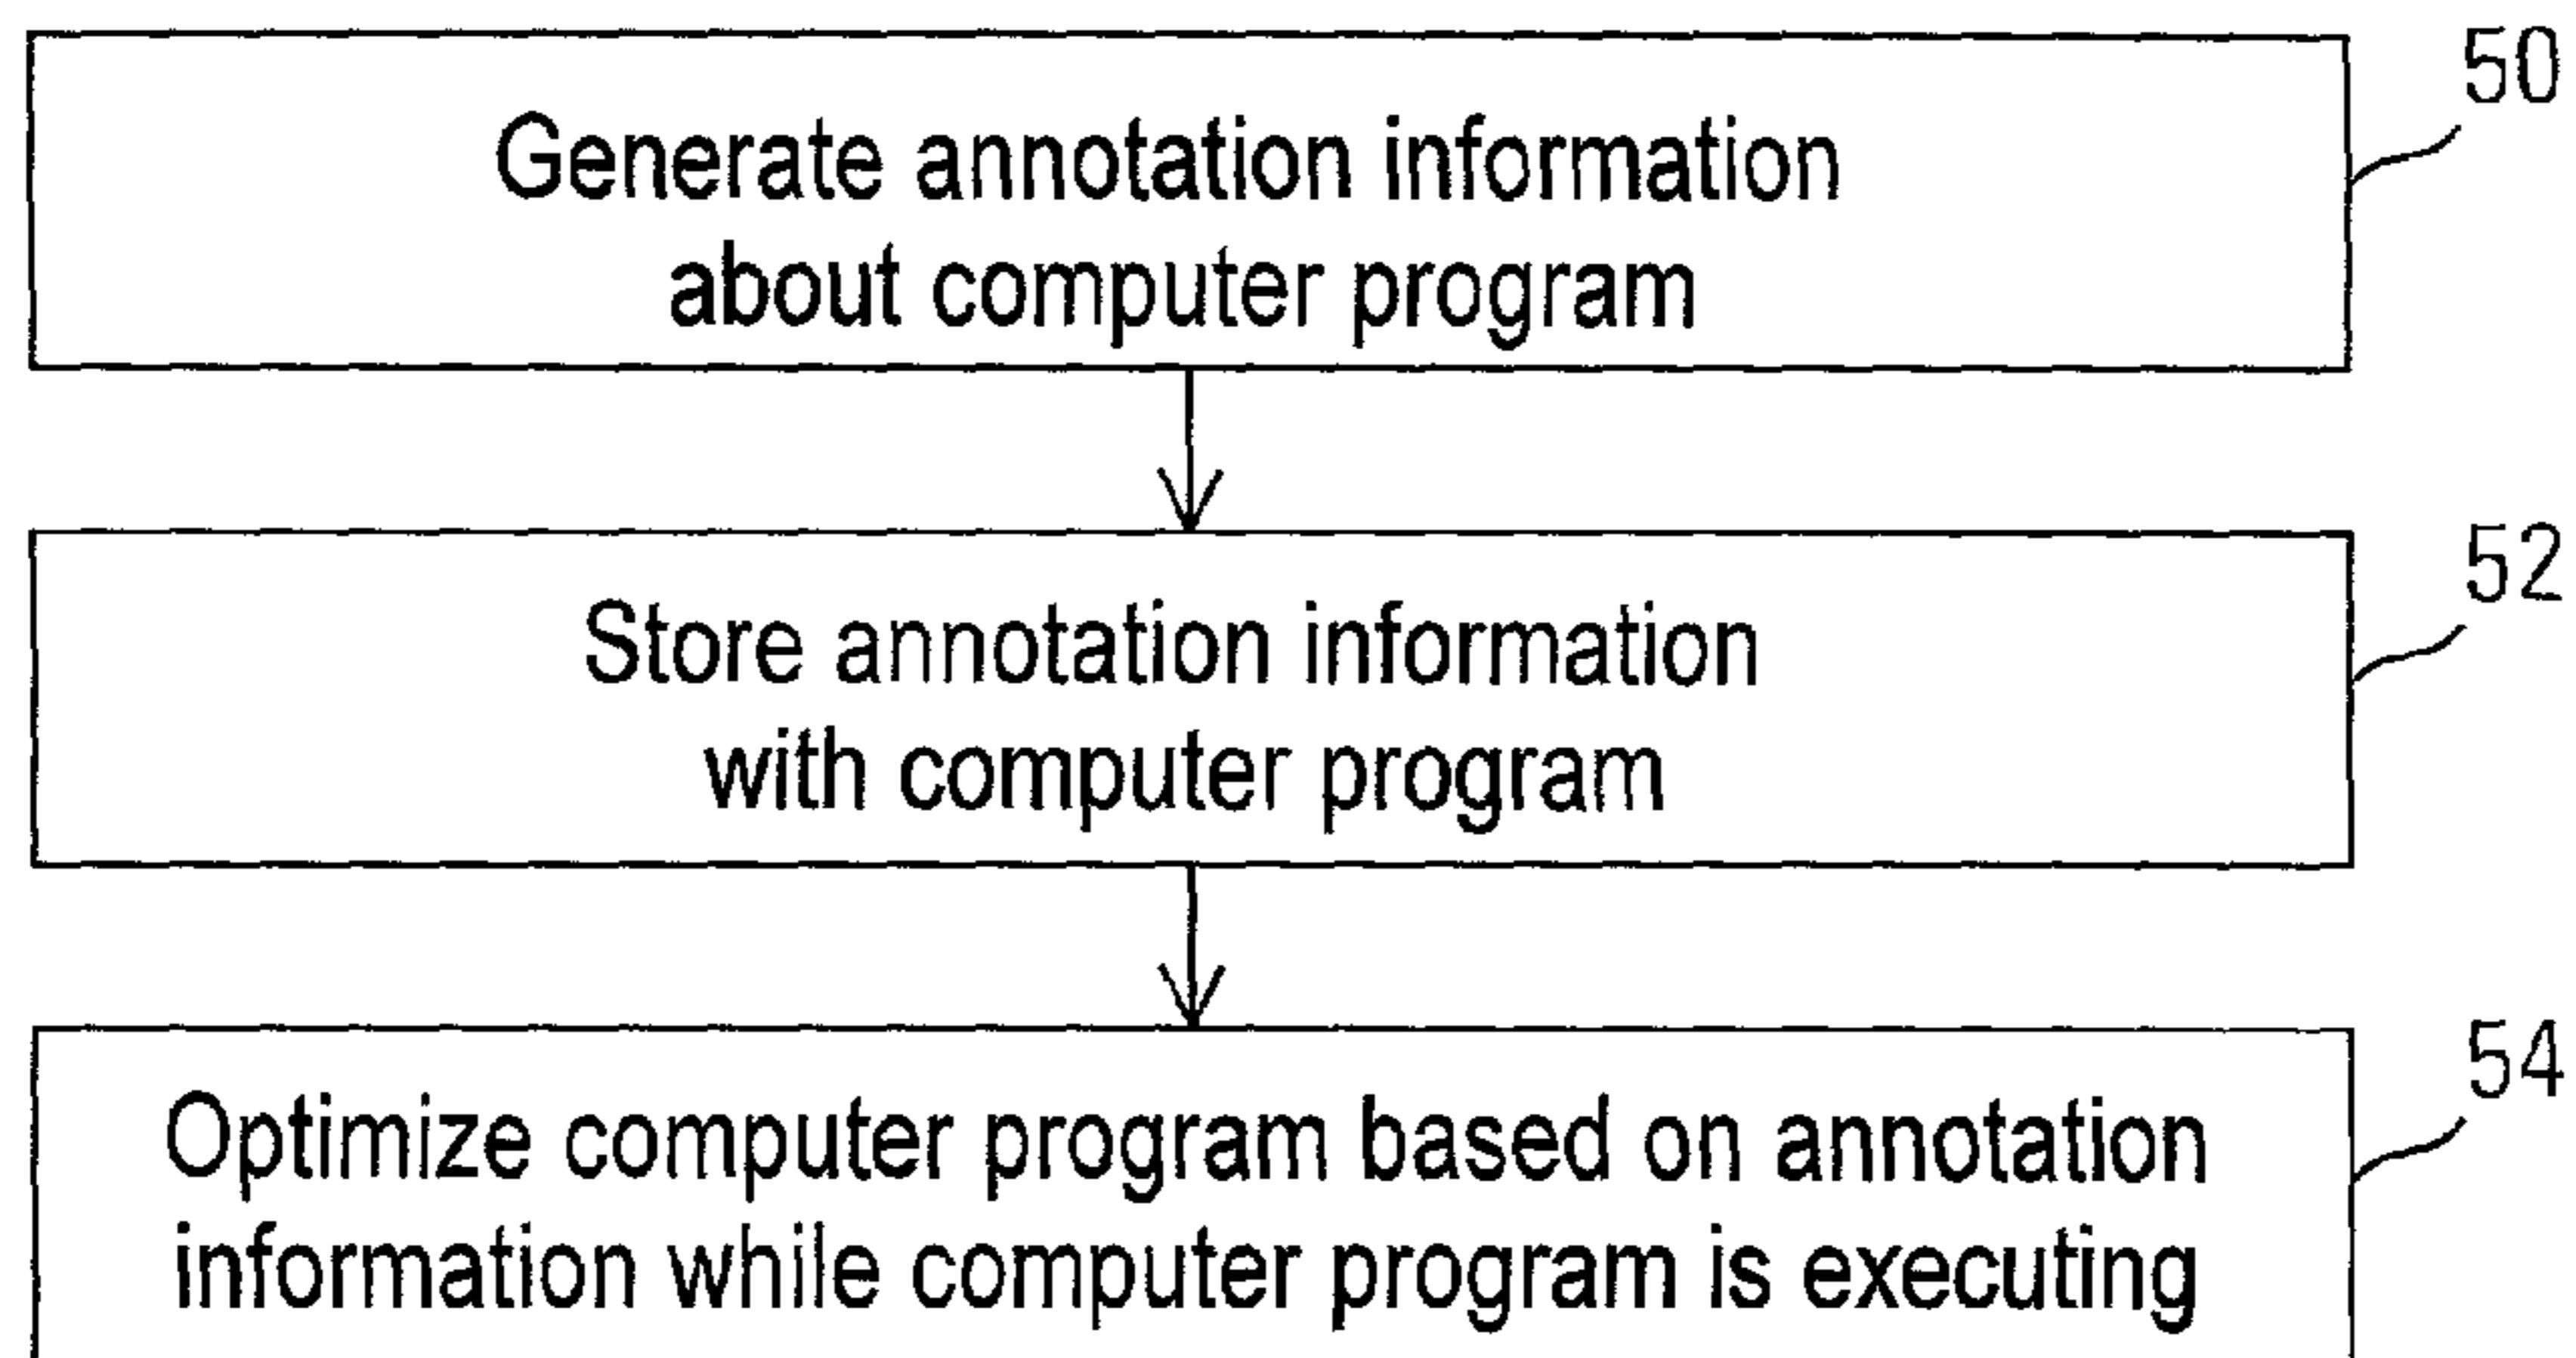 50
Generate annotation information
about computer program
52
Store annotation information
with computer program
54
Optimize computer program based on annotation
information while computer program is executing